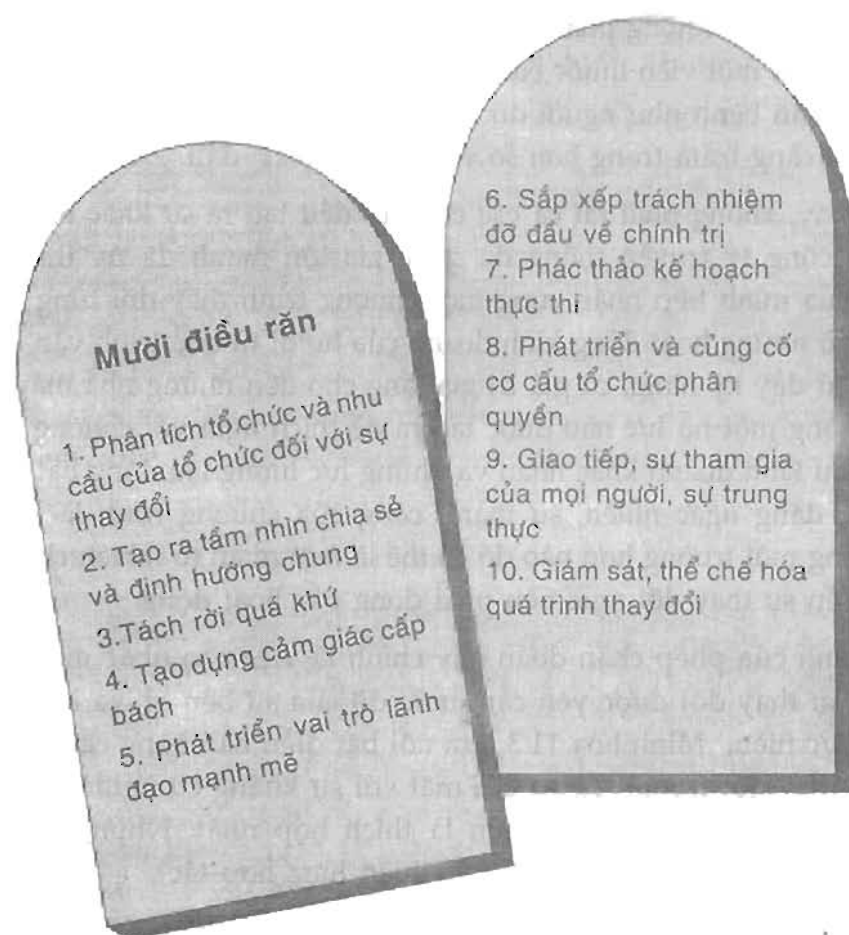 Mười điều răn
1. Phân tích tổ chức và nhu
cầu của tổ chức đối với sự
thay đổi
2. Tạo ra tầm nhìn chia sẻ
và định hướng chung
3.Tách rời quá khứ
4. Tạo dựng cảm giác cấp
bách
5. Phát triển vai trò lãnh
đạo mạnh mẽ
6. Sắp xếp trách nhiệm
đỡ đầu về chính trị
7. Phác thảo kế hoạch
thực thi
8. Phát triển và củng cố
cơ cấu tổ chức phân
quyền
9. Giao tiếp, sự tham gia
của mọi người, sự trung
thực
10. Giám sát, thể chế hóa
quá trình thay đổi